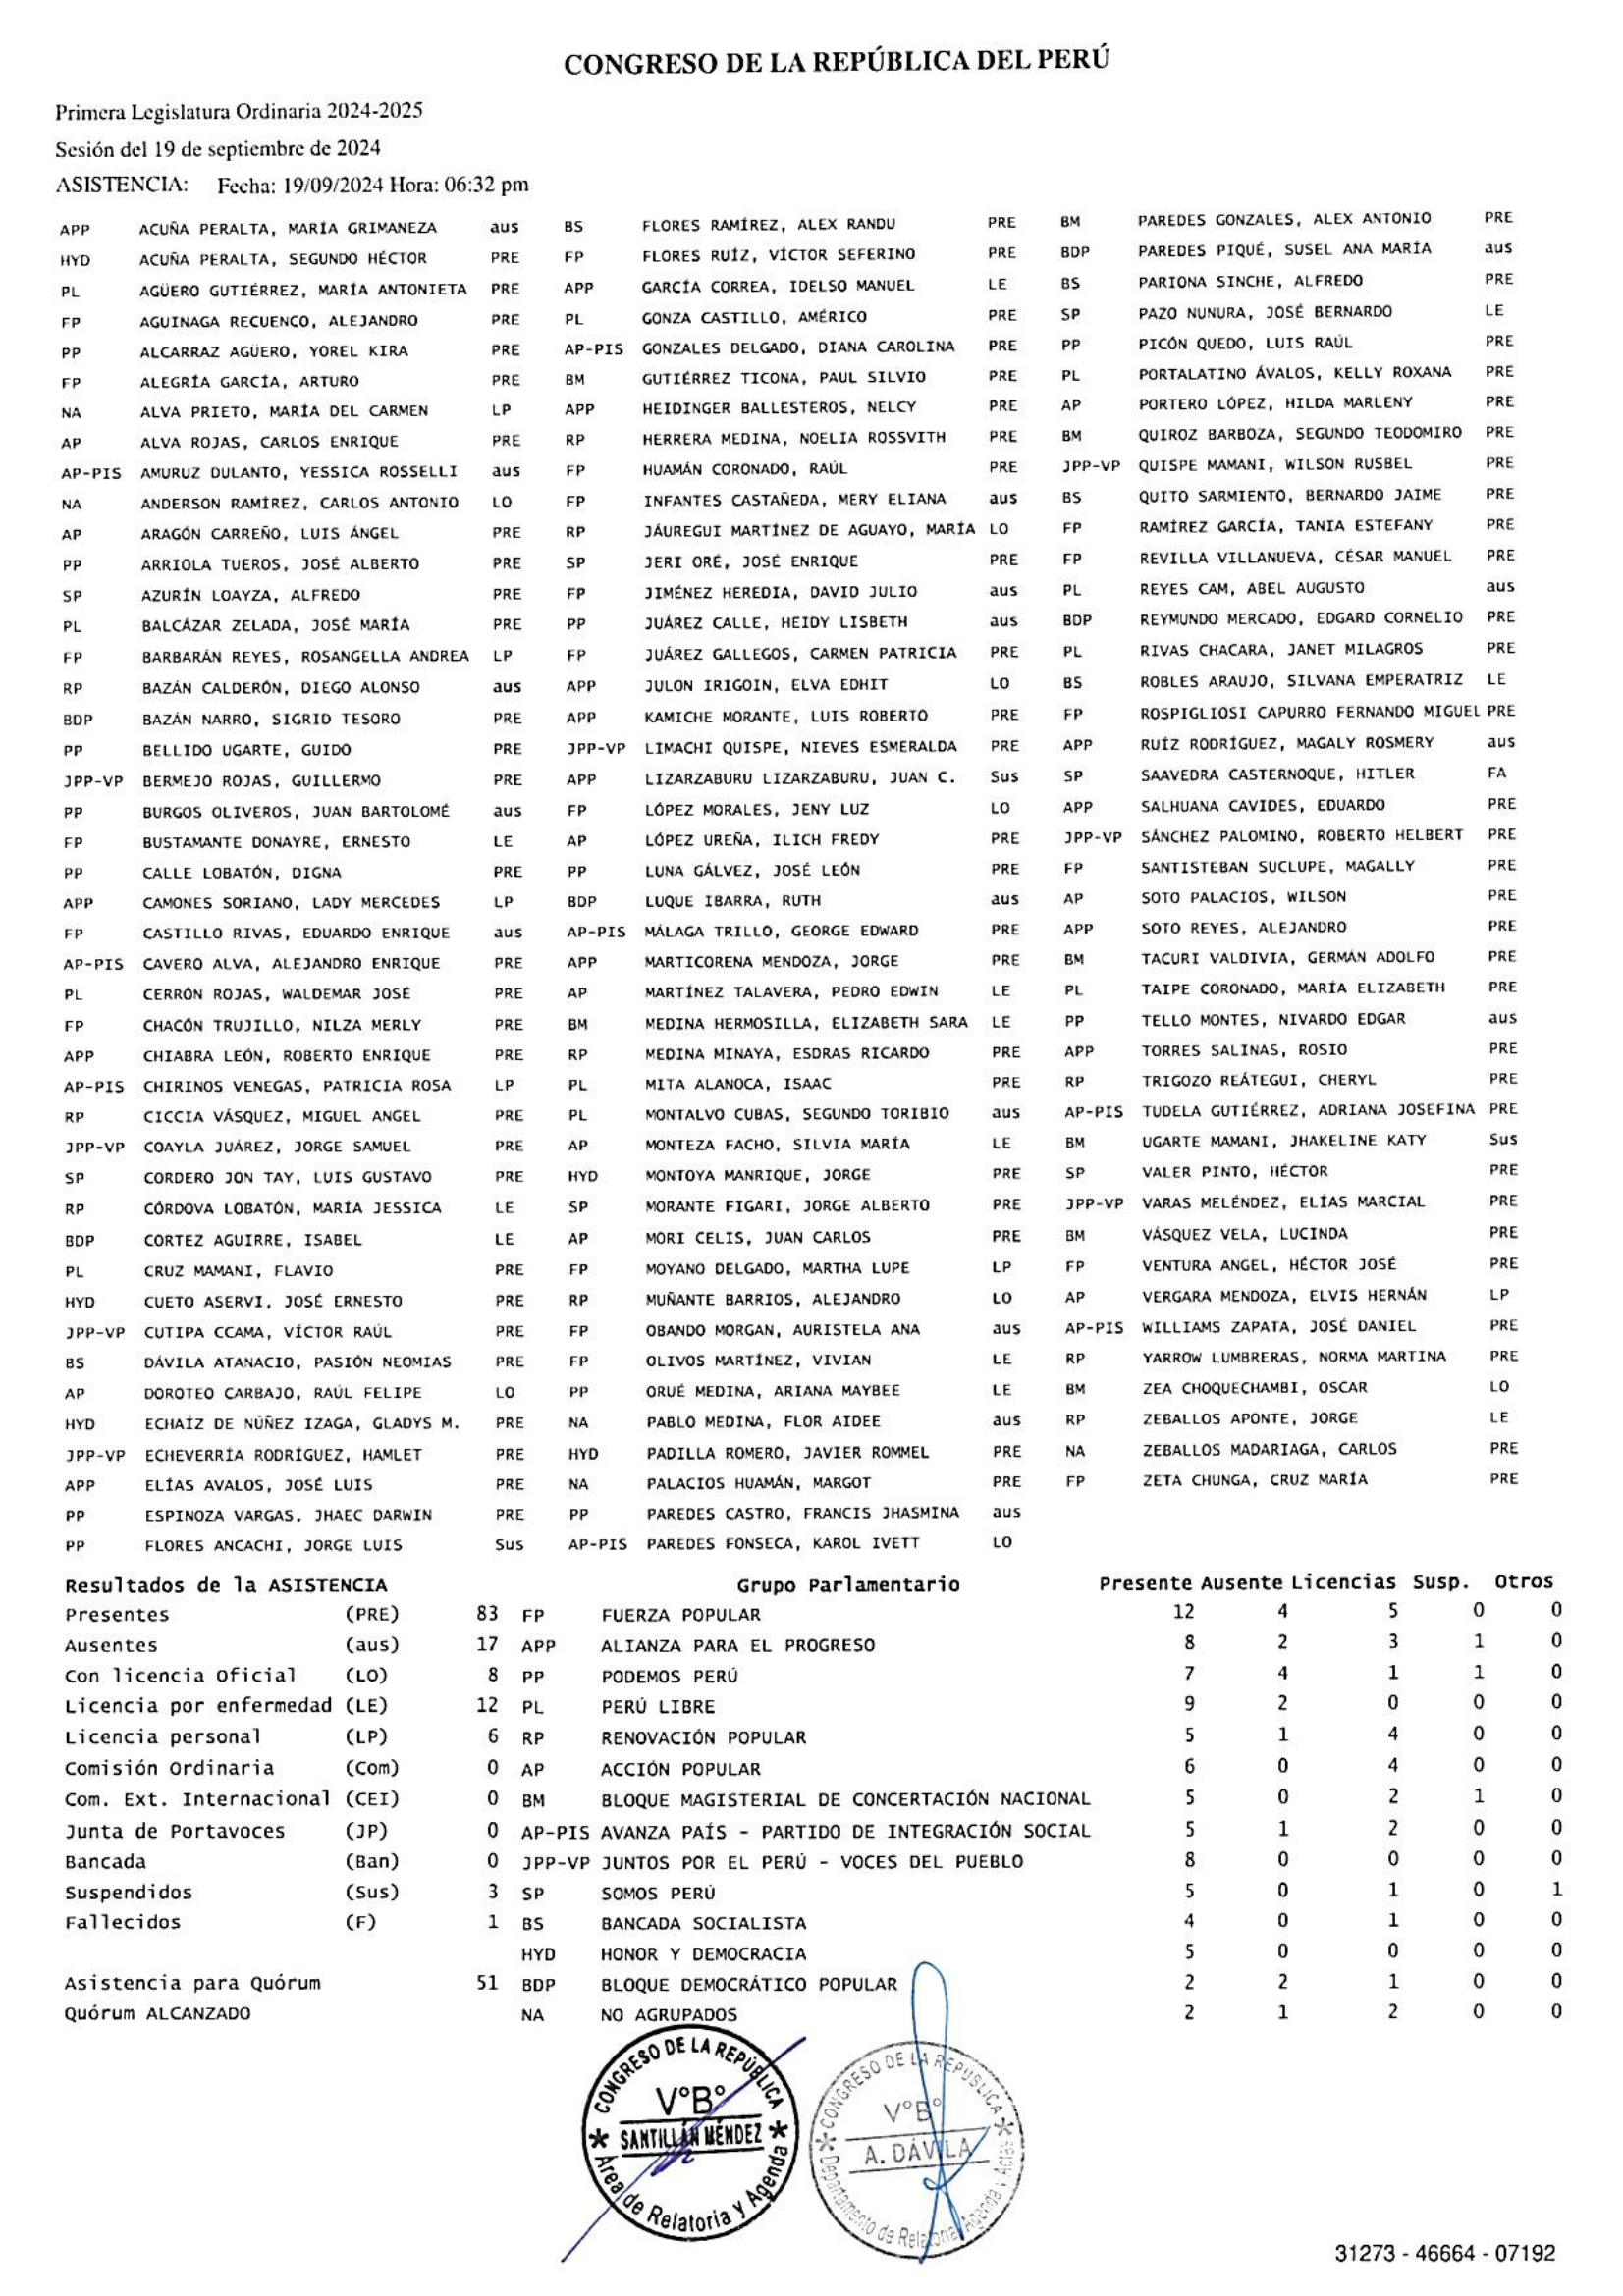 CONGRESO DE LA REPÚBLICA DEL PERÚ
Primera Legislatura Ordinaria 2024-2025
Sesión del 19 de septiembre de 2024
ASISTENCIA: Fecha: 19/09/2024 Hora: 06:32 pm
APP ACUÑA PERALTA, MARÍA GRIMANEZA aus BS FLORES RAMÍREZ, ALEX RANDU PRE BM PAREDES GONZALES, ALEX ANTONIO PRE
HYD ACUÑA PERALTA, SEGUNDO HÉCTOR PRE FP FLORES RUÍZ, VÍCTOR SEFERINO PRE BDP PAREDES PIQUÉ, SUSEL ANA MARÍA aus
PL AGÜERO GUTIÉRREZ, MARÍA ANTONIETA PRE APP GARCÍA CORREA, IDELSO MANUEL LE BS PARIONA SINCHE, ALFREDO PRE
FP AGUINAGA RECUENCO, ALEJANDRO PRE PL GONZA CASTILLO, AMÉRICO PRE SP PAZO NUNURA, JOSÉ BERNARDO LE
PP ALCARRAZ AGÜERO, YOREL KIRA PRE AP-PIS GONZALES DELGADO, DIANA CAROLINA PRE PP PICÓN QUEDO, LUIS RAÚL PRE
FP ALEGRÍA GARCÍA, ARTURO PRE BM GUTIÉRREZ TICONA, PAUL SILVIO PRE PL PORTALATINO ÁVALOS, KELLY ROXANA PRE
NA ALVA PRIETO, MARÍA DEL CARMEN LP APP HEIDINGER BALLESTEROS, NELCY PRE AP PORTERO LÓPEZ, HILDA MARLENY PRE
AP ALVA ROJAS, CARLOS ENRIQUE PRE RP HERRERA MEDINA, NOELIA ROSSVITH PRE BM QUIROZ BARBOZA, SEGUNDO TEODOMIRO PRE
AP-PIS AMURUZ DULANTO, YESSICA ROSSELLI aus FP HUAMÁN CORONADO, RAÚL PRE JPP-VP QUISPE MAMANI, WILSON RUSBEL PRE
NA ANDERSON RAMÍREZ, CARLOS ANTONIO LO FP INFANTES CASTAÑEDA, MERY ELIANA aus BS QUITO SARMIENTO, BERNARDO JAIME PRE
AP ARAGÓN CARREÑO, LUIS ÁNGEL PRE RP JÁUREGUI MARTÍNEZ DE AGUAYO, MARÍA LO FP RAMÍREZ GARCÍA, TANIA ESTEFANY PRE
PP ARRIOLA TUEROS, JOSÉ ALBERTO PRE SP JERI ORÉ, JOSÉ ENRIQUE PRE FP REVILLA VILLANUEVA, CÉSAR MANUEL PRE
SP AZURÍN LOAYZA, ALFREDO PRE FP JIMÉNEZ HEREDIA, DAVID JULIO aus PL REYES CAM, ABEL AUGUSTO aus
PL BALCÁZAR ZELADA, JOSÉ MARÍA PRE PP JUÁREZ CALLE, HEIDY LISBETH aus BDP REYMUNDO MERCADO, EDGARD CORNELIO PRE
FP BARBARÁN REYES, ROSANGELLA ANDREA LP FP JUÁREZ GALLEGOS, CARMEN PATRICIA PRE PL RIVAS CHACARA, JANET MILAGROS PRE
RP BAZÁN CALDERÓN, DIEGO ALONSO aus APP JULON IRIGOIN, ELVA EDHIT LO BS ROBLES ARAUJO, SILVANA EMPERATRIZ LE
BDP BAZÁN NARRO, SIGRID TESORO PRE APP KAMICHE MORANTE, LUIS ROBERTO PRE FP ROSPIGLIOSI CAPURRO FERNANDO MIGUEL PRE
PP BELLIDO UGARTE, GUIDO PRE JPP-VP LIMACHI QUISPE, NIEVES ESMERALDA PRE APP RUÍZ RODRÍGUEZ, MAGALY ROSMERY aus
JPP-VP BERMEJO ROJAS, GUILLERMO PRE APP LIZARZABURU LIZARZABURU, JUAN C. Sus SP SAAVEDRA CASTERNOQUE, HITLER FA
PP BURGOS OLIVEROS, JUAN BARTOLOMÉ aus FP LÓPEZ MORALES, JENY LUZ LO APP SALHUANA CAVIDES, EDUARDO PRE
FP BUSTAMANTE DONAYRE, ERNESTO LE AP LÓPEZ UREÑA, ILICH FREDY PRE JPP-VP SÁNCHEZ PALOMINO, ROBERTO HELBERT PRE
PP CALLE LOBATÓN, DIGNA PRE PP LUNA GÁLVEZ, JOSÉ LEÓN PRE FP SANTISTEBAN SUCLUPE, MAGALLY PRE
APP CAMONES SORIANO, LADY MERCEDES LP BDP LUQUE IBARRA, RUTH aus AP SOTO PALACIOS, WILSON PRE
FP CASTILLO RIVAS, EDUARDO ENRIQUE aus AP-PIS MÁLAGA TRILLO, GEORGE EDWARD PRE APP SOTO REYES, ALEJANDRO PRE
AP-PIS CAVERO ALVA, ALEJANDRO ENRIQUE PRE APP MARTICORENA MENDOZA, JORGE PRE BM TACURI VALDIVIA, GERMÁN ADOLFO PRE
PL CERRÓN ROJAS, WALDEMAR JOSÉ PRE AP MARTÍNEZ TALAVERA, PEDRO EDWIN LE PL TAIPE CORONADO, MARÍA ELIZABETH PRE
FP CHACÓN TRUJILLO, NILZA MERLY PRE BM MEDINA HERMOSILLA, ELIZABETH SARA LE PP TELLO MONTES, NIVARDO EDGAR aus
APP CHIABRA LEÓN, ROBERTO ENRIQUE PRE RP MEDINA MINAYA, ESDRAS RICARDO PRE APP TORRES SALINAS, ROSIO PRE
AP-PIS CHIRINOS VENEGAS, PATRICIA ROSA LP PL MITA ALANOCA, ISAAC PRE RP TRIGOZO REÁTEGUI, CHERYL PRE
RP CICCIA VÁSQUEZ, MIGUEL ANGEL PRE PL MONTALVO CUBAS, SEGUNDO TORIBIO aus AP-PIS TUDELA GUTIÉRREZ, ADRIANA JOSEFINA PRE
JPP-VP COAYLA JUÁREZ, JORGE SAMUEL PRE AP MONTEZA FACHO, SILVIA MARÍA LE BM UGARTE MAMANI, JHAKELINE KATY Sus
SP CORDERO JON TAY, LUIS GUSTAVO PRE HYD MONTOYA MANRIQUE, JORGE PRE SP VALER PINTO, HÉCTOR PRE
RP CÓRDOVA LOBATÓN, MARÍA JESSICA LE SP MORANTE FIGARI, JORGE ALBERTO PRE JPP-VP VARAS MELÉNDEZ, ELÍAS MARCIAL PRE
BDP CORTEZ AGUIRRE, ISABEL LE AP MORI CELIS, JUAN CARLOS PRE BM VÁSQUEZ VELA, LUCINDA PRE
PL CRUZ MAMANI, FLAVIO PRE FP MOYANO DELGADO, MARTHA LUPE LP FP VENTURA ANGEL, HÉCTOR JOSÉ PRE
HYD CUETO ASERVI, JOSÉ ERNESTO PRE RP MUÑANTE BARRIOS, ALEJANDRO LO AP VERGARA MENDOZA, ELVIS HERNÁN LP
JPP-VP CUTIPA CCAMA, VÍCTOR RAÚL PRE FP OBANDO MORGAN, AURISTELA ANA aus AP-PIS WILLIAMS ZAPATA, JOSÉ DANIEL PRE
BS DÁVILA ATANACIO, PASIÓN NEOMIAS PRE FP OLIVOS MARTÍNEZ, VIVIAN LE RP YARROW LUMBRERAS, NORMA MARTINA PRE
AP DOROTEO CARBAJO, RAÚL FELIPE LO PP ORUÉ MEDINA, ARIANA MAYBEE LE BM ZEA CHOQUECHAMBI, OSCAR LO
HYD ECHAÍZ DE NÚÑEZ IZAGA, GLADYS M. PRE NA PABLO MEDINA, FLOR AIDEE aus RP ZEBALLOS APONTE, JORGE LE
JPP-VP ECHEVERRÍA RODRÍGUEZ, HAMLET PRE HYD PADILLA ROMERO, JAVIER ROMMEL PRE NA ZEBALLOS MADARIAGA, CARLOS PRE
APP ELÍAS AVALOS, JOSÉ LUIS PRE NA PALACIOS HUAMÁN, MARGOT PRE FP ZETA CHUNGA, CRUZ MARÍA PRE
PP ESPINOZA VARGAS, JHAEC DARWIN PRE PP PAREDES CASTRO, FRANCIS JHASMINA aus
PP FLORES ANCACHI, JORGE LUIS Sus AP-PIS PAREDES FONSECA, KAROL IVETT LO
Resultados de la ASISTENCIA Grupo Parlamentario Presente Ausente Licencias Susp. Otros
Presentes (PRE) 83 FP FUERZA POPULAR 12 4 5 0 0
Ausentes (aus) 17 APP ALIANZA PARA EL PROGRESO 8 2 3 1 0
Con licencia Oficial (LO) 8 PP PODEMOS PERÚ 7 4 1 1 0
Licencia por enfermedad (LE) 12 PL PERÚ LIBRE 9 2 0 0 0
Licencia personal (LP) 6 RP RENOVACIÓN POPULAR 5 1 4 0 0
Comisión Ordinaria (Com) 0 AP ACCIÓN POPULAR 6 0 4 0 0
Com. Ext. Internacional (CEI) 0 BM BLOQUE MAGISTERIAL DE CONCERTACIÓN NACIONAL 5 0 2 1 0
Junta de Portavoces (JP) 0 AP-PIS AVANZA PAÍS - PARTIDO DE INTEGRACIÓN SOCIAL 5 1 2 0 0
Bancada (Ban) 0 JPP-VP JUNTOS POR EL PERÚ - VOCES DEL PUEBLO 8 0 0 0 0
Suspendidos (Sus) 3 SP SOMOS PERÚ 5 0 1 0 1
Fallecidos (F) 1 BS BANCADA SOCIALISTA 4 0 1 0 0
HYD HONOR Y DEMOCRACIA 5 0 0 0 0
Asistencia para Quórum 51 BDP BLOQUE DEMOCRÁTICO POPULAR 2 2 1 0 0
Quórum ALCANZADO NA NO AGRUPADOS 2 1 2 0 0
CONGRESO DE LA REPÚBLICA
V°B°
SANTILLÁN MÉNDEZ
Área de Relatoría y Agenda
CONGRESO DE LA REPÚBLICA
V°B°
A. DÁVILA
Departamento de Relatoría, Agenda y Actas
31273 - 46664 - 07192